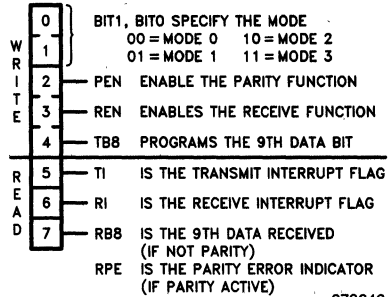 0 BIT1, BIT0 SPECIFY THE MODE
00 = MODE 0 10 = MODE 2
1
01 = MODE 1 11 = MODE 3
WRITE
2 PEN ENABLE THE PARITY FUNCTION
3 REN ENABLES THE RECEIVE FUNCTION
4 TB8 PROGRAMS THE 9TH DATA BIT
READ
5 TI IS THE TRANSMIT INTERRUPT FLAG
6 RI IS THE RECEIVE INTERRUPT FLAG
7 RB8 IS THE 9TH DATA RECEIVED
(IF NOT PARITY)
RPE IS THE PARITY ERROR INDICATOR
(IF PARITY ACTIVE)